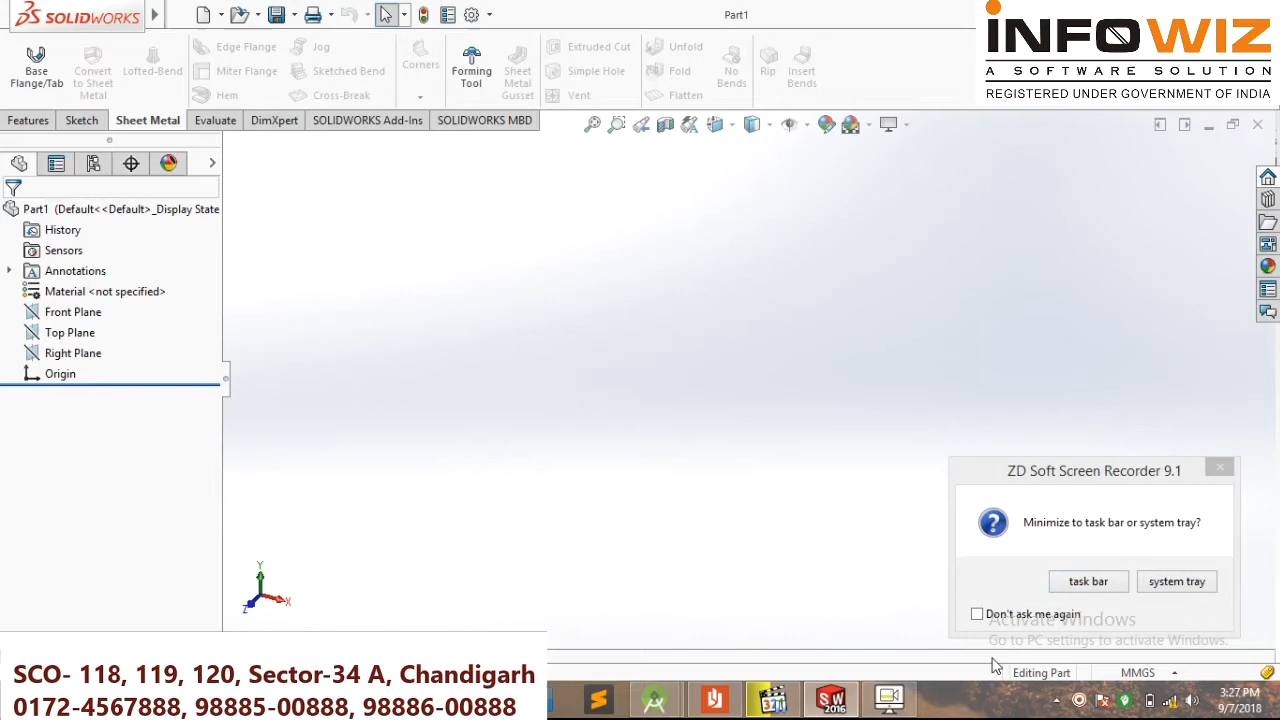 SOLIDWORKS
Part1
INFOWIZ
A SOFTWARE SOLUTION
REGISTERED UNDER GOVERNMENT OF INDIA
Base Flange/Tab
Convert to Sheet Metal
Lofted-Bend
Edge Flange
Miter Flange
Hem
Jog
Sketched Bend
Cross-Break
Corners
Forming Tool
Sheet Metal Gusset
Extruded Cut
Simple Hole
Vent
Unfold
Fold
Flatten
No Bends
Rip
Insert Bends
Features
Sketch
Sheet Metal
Evaluate
DimXpert
SOLIDWORKS Add-Ins
SOLIDWORKS MBD
Part1 (Default<<Default>_Display State
History
Sensors
Annotations
Material <not specified>
Front Plane
Top Plane
Right Plane
Origin
Y
X
Z
ZD Soft Screen Recorder 9.1
Minimize to task bar or system tray?
task bar
system tray
Don't ask me again
Activate Windows
Go to PC settings to activate Windows.
Editing Part
MMGS
SCO- 118, 119, 120, Sector-34 A, Chandigarh
0172-4567888, 98885-00888, 98886-00888
SW
2016
3:27 PM
9/7/2018